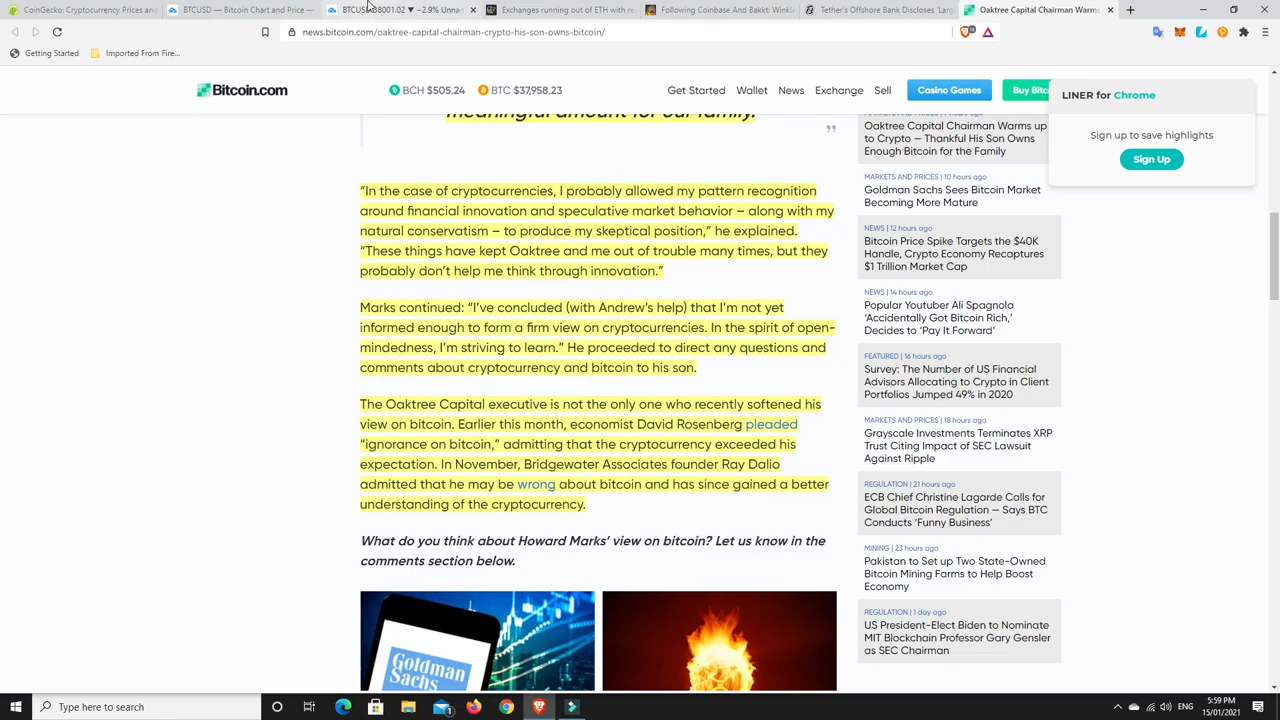 CoinGecko: Cryptocurrency Prices and
BTCUSD — Bitcoin Chart and Price —
BTCUSD 38001.02 ▼ −2.9% Unna
Exchanges running out of ETH with re
Following Coinbase And Bakkt: Winkl
Tether's Offshore Bank Discloses 'Larg
Oaktree Capital Chairman Warms
news.bitcoin.com/oaktree-capital-chairman-crypto-his-son-owns-bitcoin/
Getting Started
Imported From Fire...
Bitcoin.com
BCH $505.24
BTC $37,958.23
Get Started
Wallet
News
Exchange
Sell
Casino Games
Buy Bitc
LINER for Chrome
Sign up to save highlights
Sign Up
meaningful amount for our family.
”
“In the case of cryptocurrencies, I probably allowed my pattern recognition
around financial innovation and speculative market behavior – along with my
natural conservatism – to produce my skeptical position,” he explained.
“These things have kept Oaktree and me out of trouble many times, but they
probably don’t help me think through innovation.”
Marks continued: “I’ve concluded (with Andrew’s help) that I’m not yet
informed enough to form a firm view on cryptocurrencies. In the spirit of open-
mindedness, I’m striving to learn.” He proceeded to direct any questions and
comments about cryptocurrency and bitcoin to his son.
The Oaktree Capital executive is not the only one who recently softened his
view on bitcoin. Earlier this month, economist David Rosenberg pleaded
“ignorance on bitcoin,” admitting that the cryptocurrency exceeded his
expectation. In November, Bridgewater Associates founder Ray Dalio
admitted that he may be wrong about bitcoin and has since gained a better
understanding of the cryptocurrency.
What do you think about Howard Marks’ view on bitcoin? Let us know in the
comments section below.
Goldman
Sachs
Oaktree Capital Chairman Warms up
to Crypto — Thankful His Son Owns
Enough Bitcoin for the Family
MARKETS AND PRICES | 10 hours ago
Goldman Sachs Sees Bitcoin Market
Becoming More Mature
NEWS | 12 hours ago
Bitcoin Price Spike Targets the $40K
Handle, Crypto Economy Recaptures
$1 Trillion Market Cap
NEWS | 14 hours ago
Popular Youtuber Ali Spagnola
‘Accidentally Got Bitcoin Rich,’
Decides to ‘Pay It Forward’
FEATURED | 16 hours ago
Survey: The Number of US Financial
Advisors Allocating to Crypto in Client
Portfolios Jumped 49% in 2020
MARKETS AND PRICES | 18 hours ago
Grayscale Investments Terminates XRP
Trust Citing Impact of SEC Lawsuit
Against Ripple
REGULATION | 21 hours ago
ECB Chief Christine Lagarde Calls for
Global Bitcoin Regulation — Says BTC
Conducts ‘Funny Business’
MINING | 23 hours ago
Pakistan to Set up Two State-Owned
Bitcoin Mining Farms to Help Boost
Economy
REGULATION | 1 day ago
US President-Elect Biden to Nominate
MIT Blockchain Professor Gary Gensler
as SEC Chairman
Type here to search
1
ENG
5:59 PM
15/01/2021